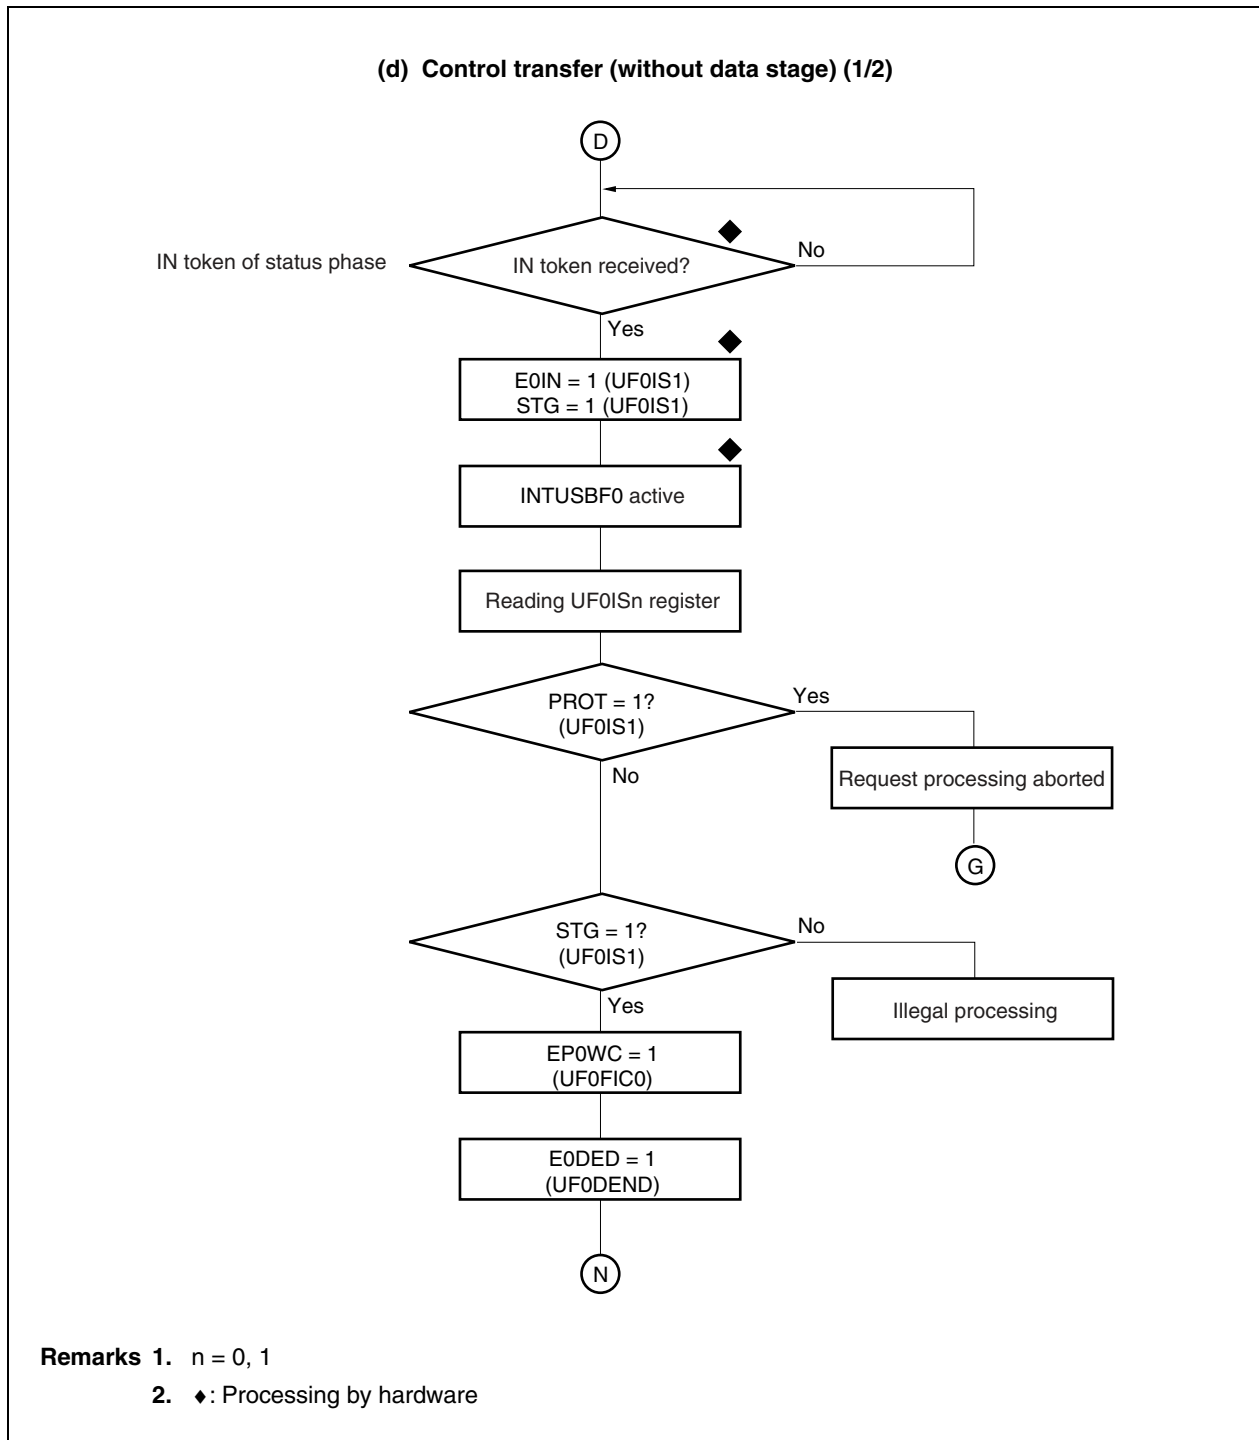 (d) Control transfer (without data stage) (1/2)
D
IN token of status phase
IN token received?
No
Yes
E0IN = 1 (UF0IS1)
STG = 1 (UF0IS1)
INTUSBF0 active
Reading UF0ISn register
PROT = 1?
(UF0IS1)
Yes
No
Request processing aborted
G
STG = 1?
(UF0IS1)
No
Yes
Illegal processing
EP0WC = 1
(UF0FIC0)
E0DED = 1
(UF0DEND)
N
Remarks 1. n = 0, 1
2. ♦: Processing by hardware